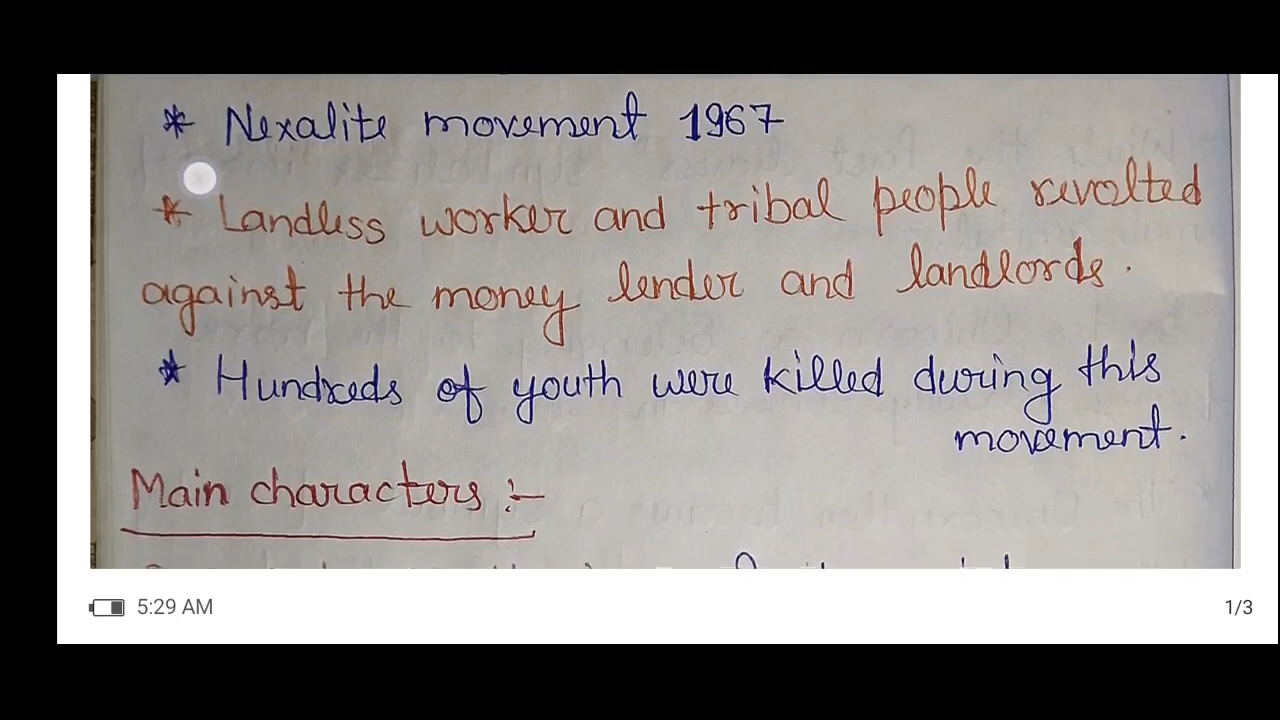 * Nexalite movement 1967
* Landless worker and tribal people revolted
against the money lender and landlords.
* Hundreds of youth were killed during this
movement.
Main characters :-
5:29 AM
1/3